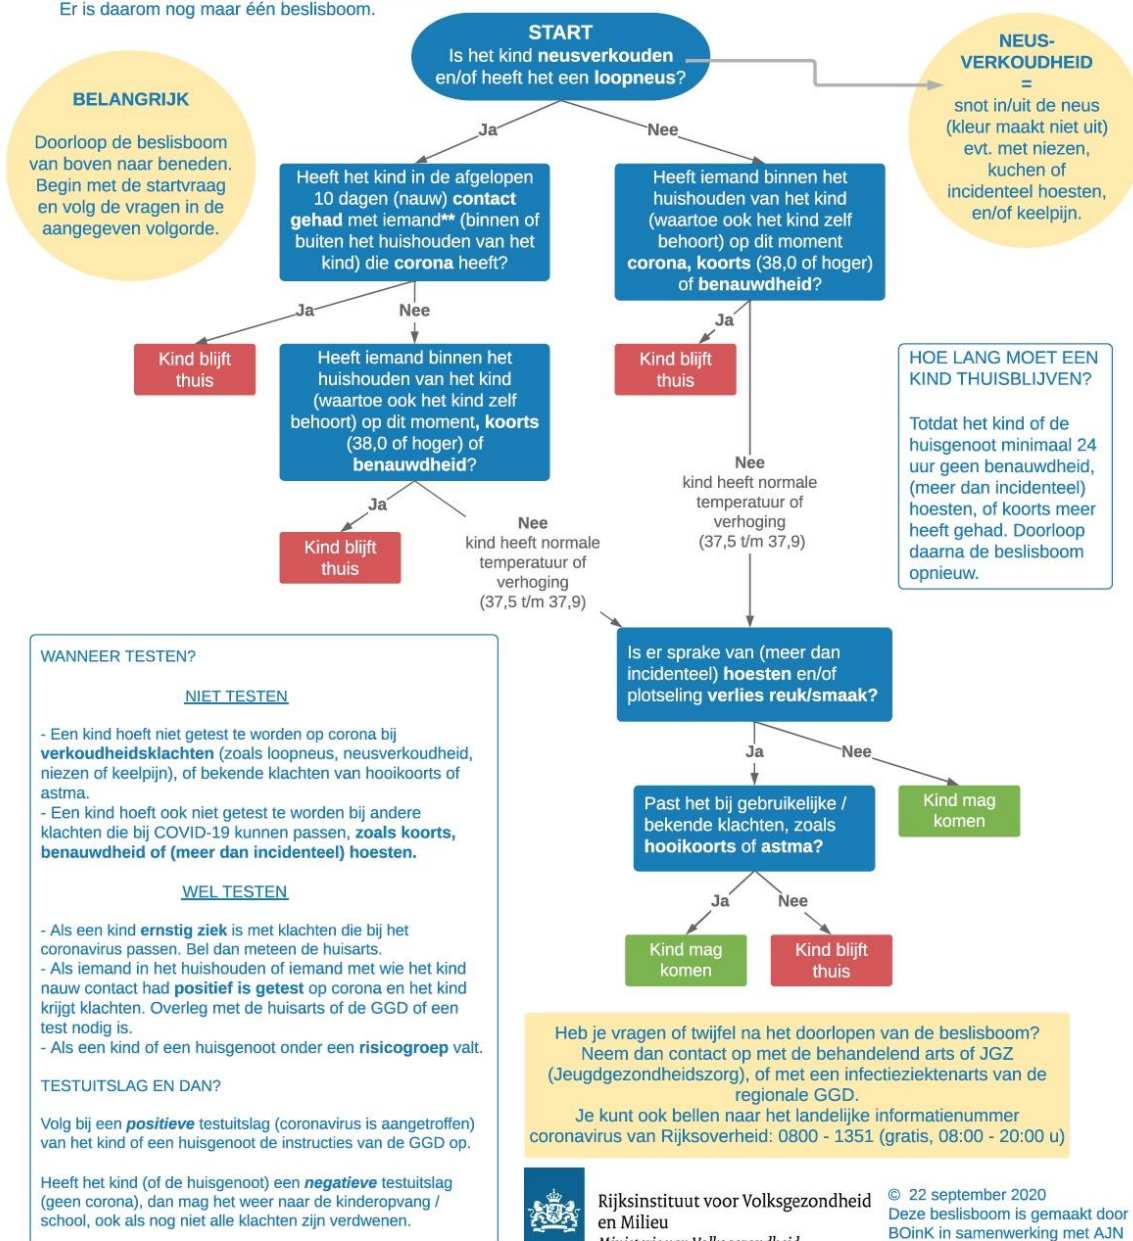 Er is daarom nog maar één beslisboom.
START
Is het kind neusverkouden
en/of heeft het een loopneus?
NEUS-
VERKOUDHEID
=
snot in/uit de neus
(kleur maakt niet uit)
evt. met niezen,
kuchen of
incidenteel hoesten,
en/of keelpijn.
BELANGRIJK
Doorloop de beslisboom
van boven naar beneden.
Begin met de startvraag
en volg de vragen in de
aangegeven volgorde.
Ja
Nee
Heeft het kind in de afgelopen
10 dagen (nauw) contact
gehad met iemand** (binnen of
buiten het huishouden van het
kind) die corona heeft?
Heeft iemand binnen het
huishouden van het kind
(waartoe ook het kind zelf
behoort) op dit moment
corona, koorts (38,0 of hoger)
of benauwdheid?
Ja
Nee
Ja
Kind blijft
thuis
Heeft iemand binnen het
huishouden van het kind
(waartoe ook het kind zelf
behoort) op dit moment, koorts
(38,0 of hoger) of
benauwdheid?
Kind blijft
thuis
HOE LANG MOET EEN
KIND THUISBLIJVEN?
Totdat het kind of de
huisgenoot minimaal 24
uur geen benauwdheid,
(meer dan incidenteel)
hoesten, of koorts meer
heeft gehad. Doorloop
daarna de beslisboom
opnieuw.
Nee
kind heeft normale
temperatuur of
verhoging
(37,5 t/m 37,9)
Ja
Kind blijft
thuis
Nee
kind heeft normale
temperatuur of
verhoging
(37,5 t/m 37,9)
Is er sprake van (meer dan
incidenteel) hoesten en/of
plotseling verlies reuk/smaak?
Ja
Nee
Past het bij gebruikelijke /
bekende klachten, zoals
hooikoorts of astma?
Kind mag
komen
Ja
Nee
Kind mag
komen
Kind blijft
thuis
WANNEER TESTEN?
NIET TESTEN
- Een kind hoeft niet getest te worden op corona bij
verkoudheidsklachten (zoals loopneus, neusverkoudheid,
niezen of keelpijn), of bekende klachten van hooikoorts of
astma.
- Een kind hoeft ook niet getest te worden bij andere
klachten die bij COVID-19 kunnen passen, zoals koorts,
benauwdheid of (meer dan incidenteel) hoesten.
WEL TESTEN
- Als een kind ernstig ziek is met klachten die bij het
coronavirus passen. Bel dan meteen de huisarts.
- Als iemand in het huishouden of iemand met wie het kind
nauw contact had positief is getest op corona en het kind
krijgt klachten. Overleg met de huisarts of de GGD of een
test nodig is.
- Als een kind of een huisgenoot onder een risicogroep valt.
TESTUITSLAG EN DAN?
Volg bij een positieve testuitslag (coronavirus is aangetroffen)
van het kind of een huisgenoot de instructies van de GGD op.
Heeft het kind (of de huisgenoot) een negatieve testuitslag
(geen corona), dan mag het weer naar de kinderopvang /
school, ook als nog niet alle klachten zijn verdwenen.
Heb je vragen of twijfel na het doorlopen van de beslisboom?
Neem dan contact op met de behandelend arts of JGZ
(Jeugdgezondheidszorg), of met een infectieziektenarts van de
regionale GGD.
Je kunt ook bellen naar het landelijke informatienummer
coronavirus van Rijksoverheid: 0800 - 1351 (gratis, 08:00 - 20:00 u)
Rijksinstituut voor Volksgezondheid
en Milieu
© 22 september 2020
Deze beslisboom is gemaakt door
BOinK in samenwerking met AJN